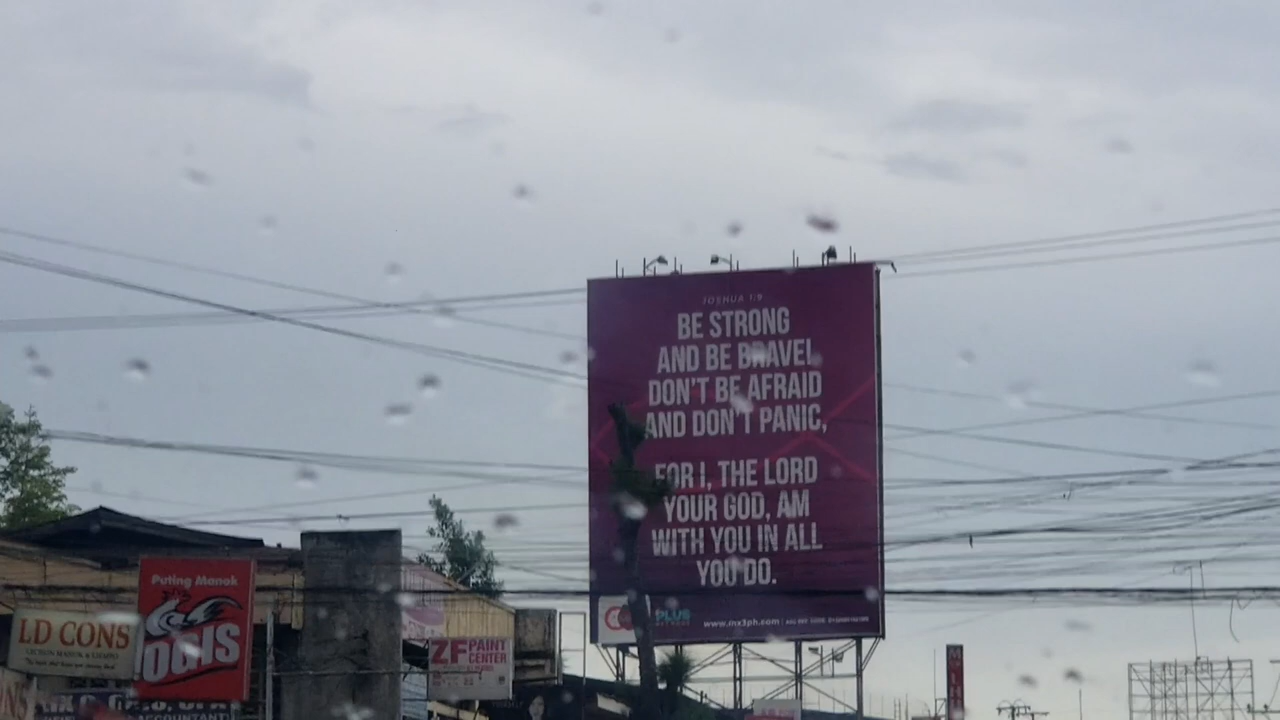 JOSHUA 1:9
BE STRONG
AND BE BRAVE!
DON'T BE AFRAID
AND DON'T PANIC,
FOR I, THE LORD
YOUR GOD, AM
WITH YOU IN ALL
YOU DO.
PLUS
www.mx3ph.com
Puting Manok
LD CONS
ZF PAINT
CENTER
ACCOUNTANT